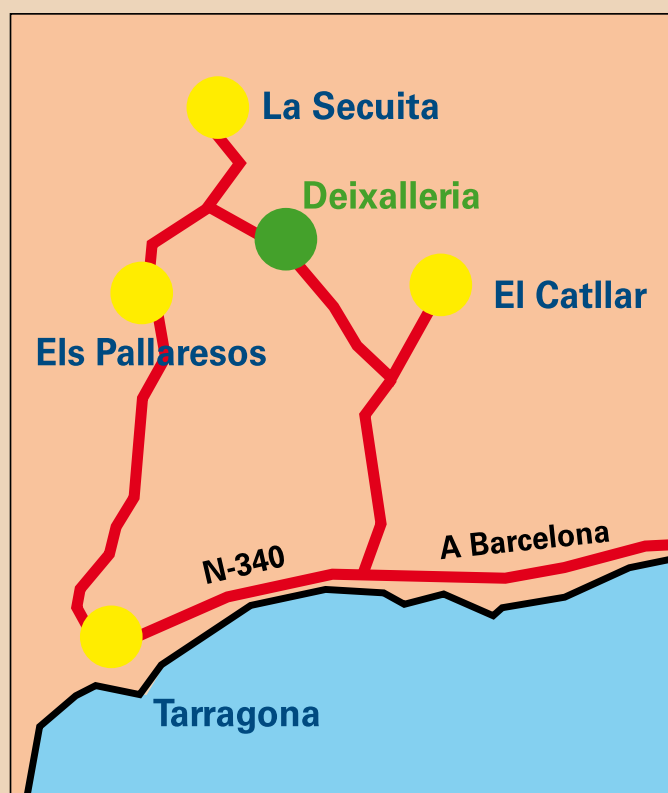 La Secuita
Deixalleria
El Catllar
Els Pallaresos
N-340
A Barcelona
Tarragona